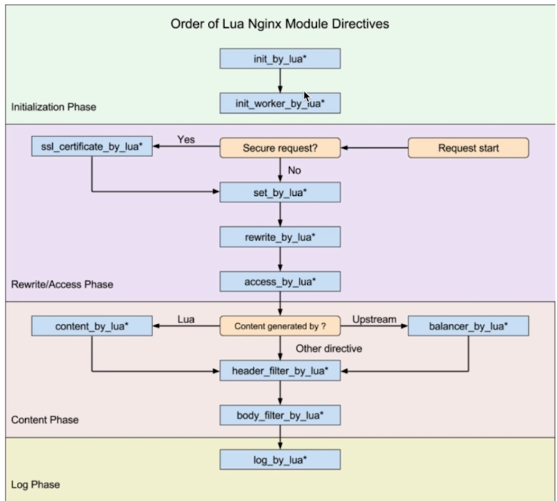 Order of Lua Nginx Module Directives
init_by_lua*
init_worker_by_lua*
Initialization Phase
ssl_certificate_by_lua*
Yes
Secure request?
Request start
No
set_by_lua*
rewrite_by_lua*
access_by_lua*
Rewrite/Access Phase
content_by_lua*
Lua
Content generated by ?
Upstream
balancer_by_lua*
Other directive
header_filter_by_lua*
body_filter_by_lua*
Content Phase
log_by_lua*
Log Phase